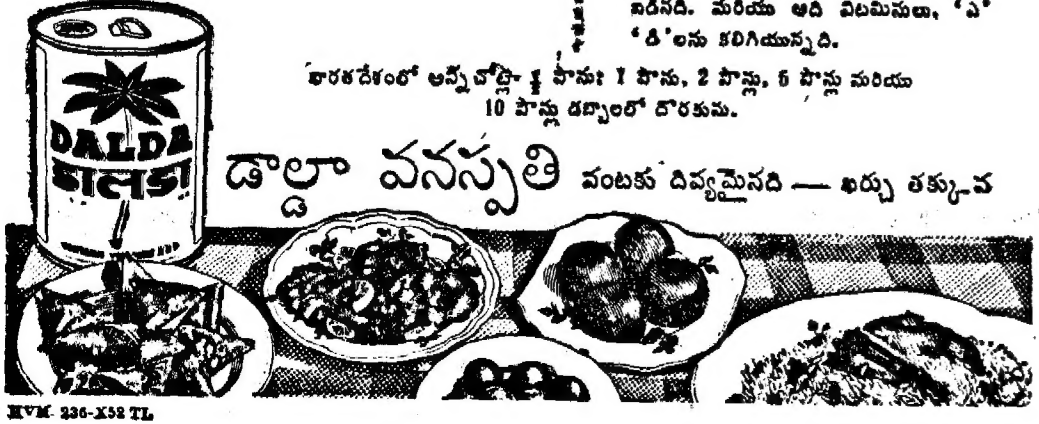 బడినది. మరియు అది విటమినులు, 'ఎ'
'డి'లను కలిగియున్నది.
భారతదేశంలో అన్ని చోట్లా ½ పౌను: 1 పౌను, 2 పౌన్లు, 5 పౌన్లు మరియు
10 పౌన్లు డబ్బాలలో దొరకును.
DALDA
డాల్డా వనస్పతి వంటకు దివ్యమైనది — ఖర్చు తక్కువ
HVM. 236-X52 TL